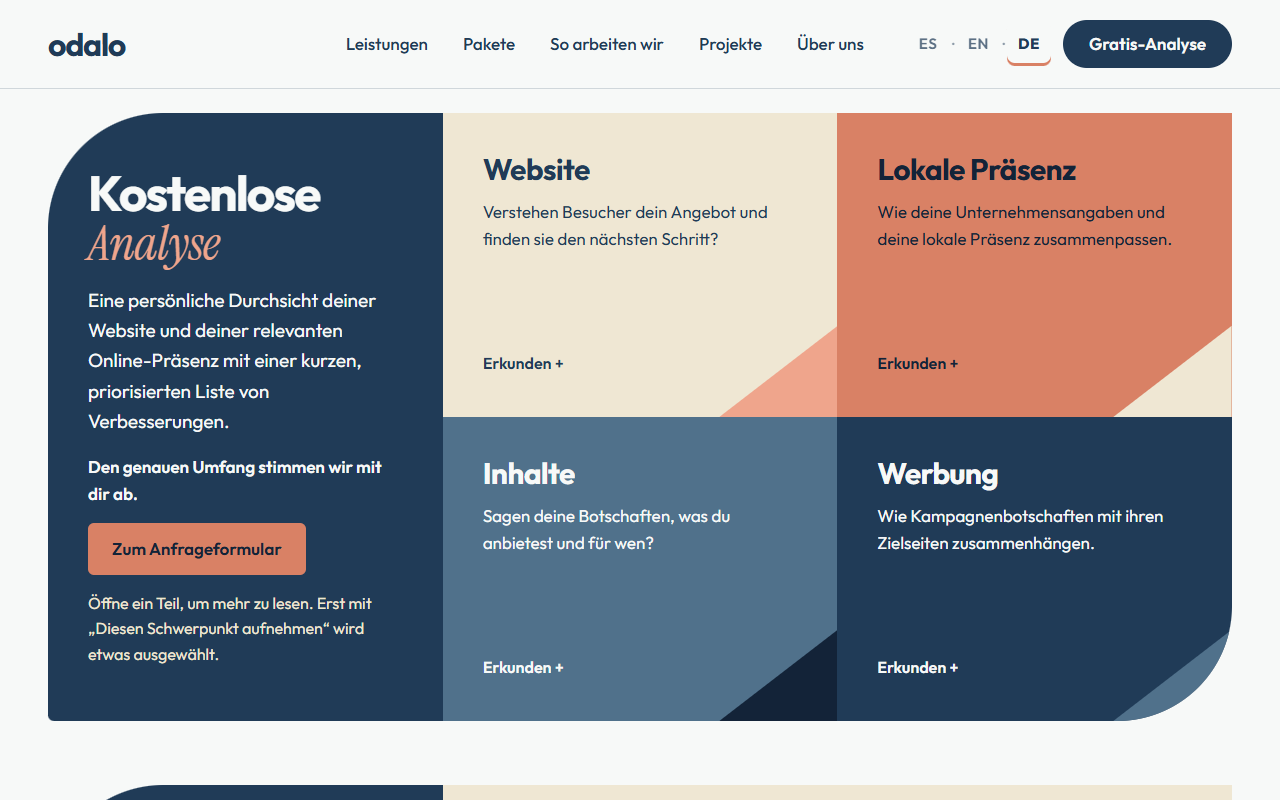 odalo
Leistungen
Pakete
So arbeiten wir
Projekte
Über uns
ES · EN · DE
Gratis-Analyse
Kostenlose
Analyse
Eine persönliche Durchsicht deiner
Website und deiner relevanten
Online-Präsenz mit einer kurzen,
priorisierten Liste von
Verbesserungen.
Den genauen Umfang stimmen wir mit
dir ab.
Zum Anfrageformular
Öffne ein Teil, um mehr zu lesen. Erst mit
„Diesen Schwerpunkt aufnehmen“ wird
etwas ausgewählt.
Website
Verstehen Besucher dein Angebot und
finden sie den nächsten Schritt?
Erkunden +
Lokale Präsenz
Wie deine Unternehmensangaben und
deine lokale Präsenz zusammenpassen.
Erkunden +
Inhalte
Sagen deine Botschaften, was du
anbietest und für wen?
Erkunden +
Werbung
Wie Kampagnenbotschaften mit ihren
Zielseiten zusammenhängen.
Erkunden +